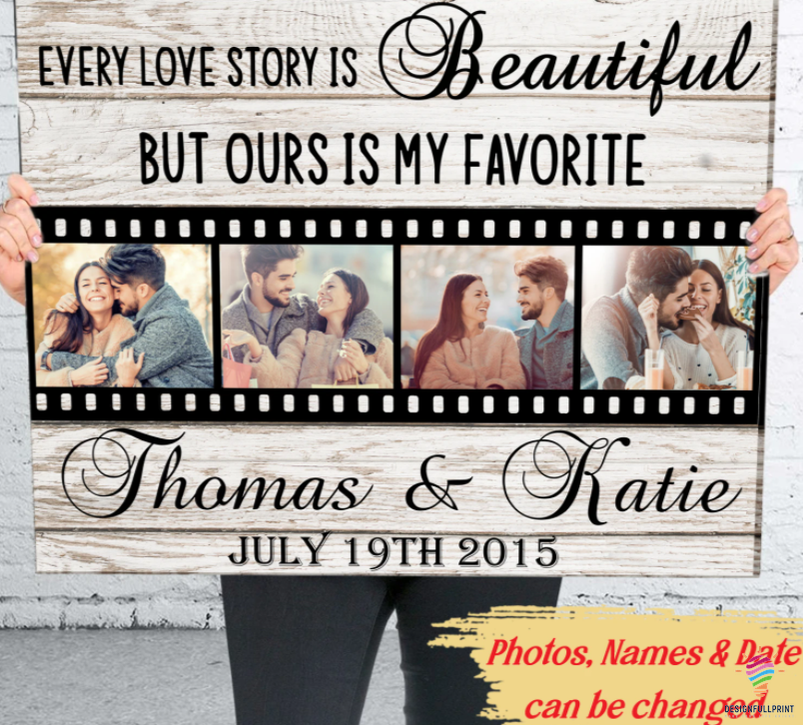 EVERY LOVE STORY IS Beautiful
BUT OURS IS MY FAVORITE
Thomas & Katie
JULY 19TH 2015
Photos, Names & Date
can be changed
DESIGNFULLPRINT